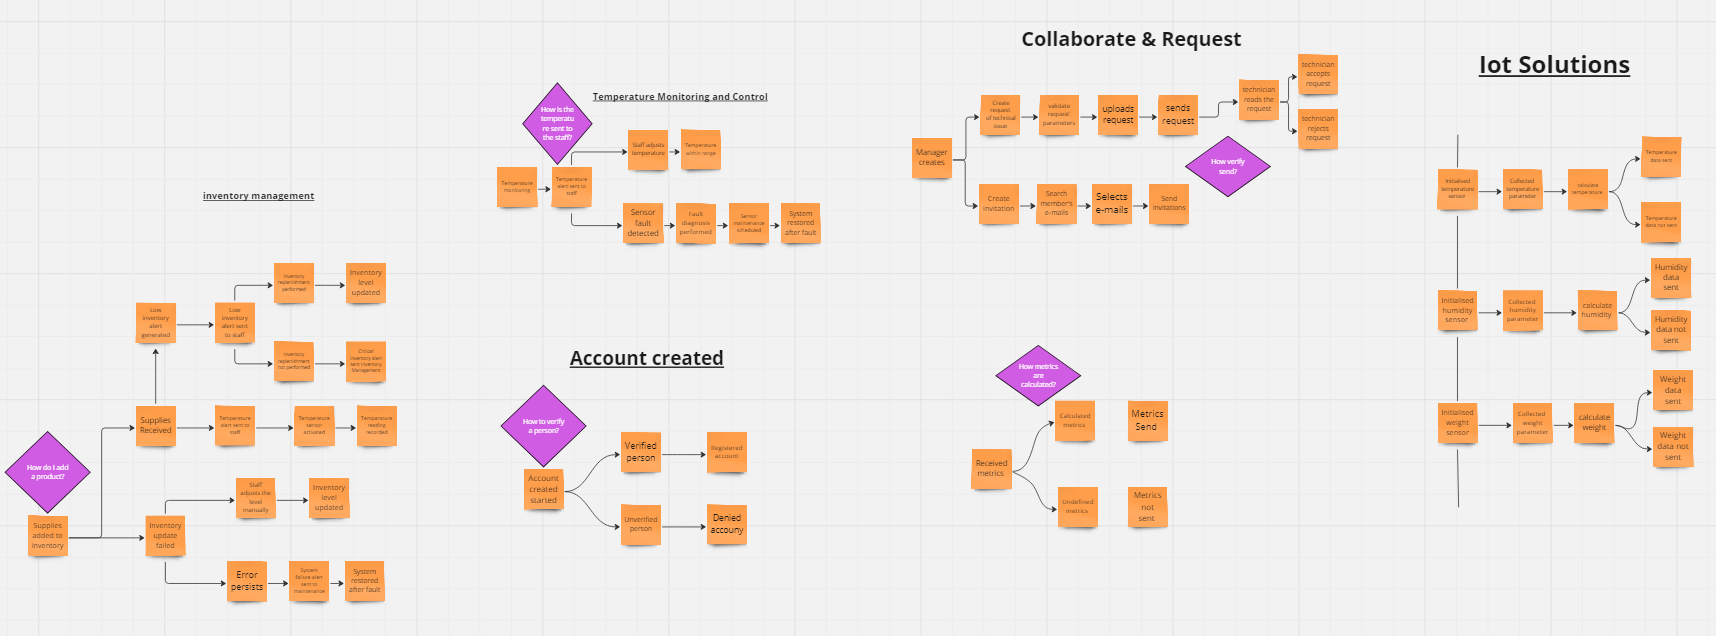 inventory management
Inventory
replenishment
performed
Inventory
level
updated
Low
inventory
alert
generated
Low
inventory
alert sent
to staff
Inventory
replenishment
not performed
Critical
inventory alert
sent Inventory
Management
Supplies
Received
Temperature
alert sent to
staff
Temperature
sensor
activated
Temperature
reading
recorded
How do I add
a product?
Supplies
added to
inventory
Inventory
update
failed
Staff
adjusts the
level
manually
Inventory
level
updated
Error
persists
System
failure alert
sent to
maintenance
System
restored
after fault
Temperature Monitoring and Control
How is the
temperatu
re sent to
the staff?
Temperature
monitoring
Temperature
alert sent to
staff
Staff adjusts
temperature
Temperature
within range
Sensor
fault
detected
Fault
diagnosis
performed
Sensor
maintenance
scheduled
System
restored
after fault
Account created
How to verify
a person?
Account
created
started
Verified
person
Registered
account
Unverified
person
Denied
accouny
Collaborate & Request
Manager
creates
Create
request
of technical
issue
validate
request
parameters
uploads
request
sends
request
technician
reads the
request
technician
accepts
request
technician
rejects
request
How verify
send?
Create
invitation
Search
member's
e-mails
Selects
e-mails
Send
invitations
How metrics
are
calculated?
Received
metrics
Calculated
metrics
Metrics
Send
Undefined
metrics
Metrics
not
sent
Iot Solutions
Initialised
temperature
sensor
Collected
temperature
parameter
calculate
temperature
Temperature
data sent
Temperature
data not sent
Initialised
humidity
sensor
Collected
humidity
parameter
calculate
humidity
Humidity
data
sent
Humidity
data not
sent
Initialised
weight
sensor
Collected
weight
parameter
calculate
weight
Weight
data
sent
Weight
data not
sent